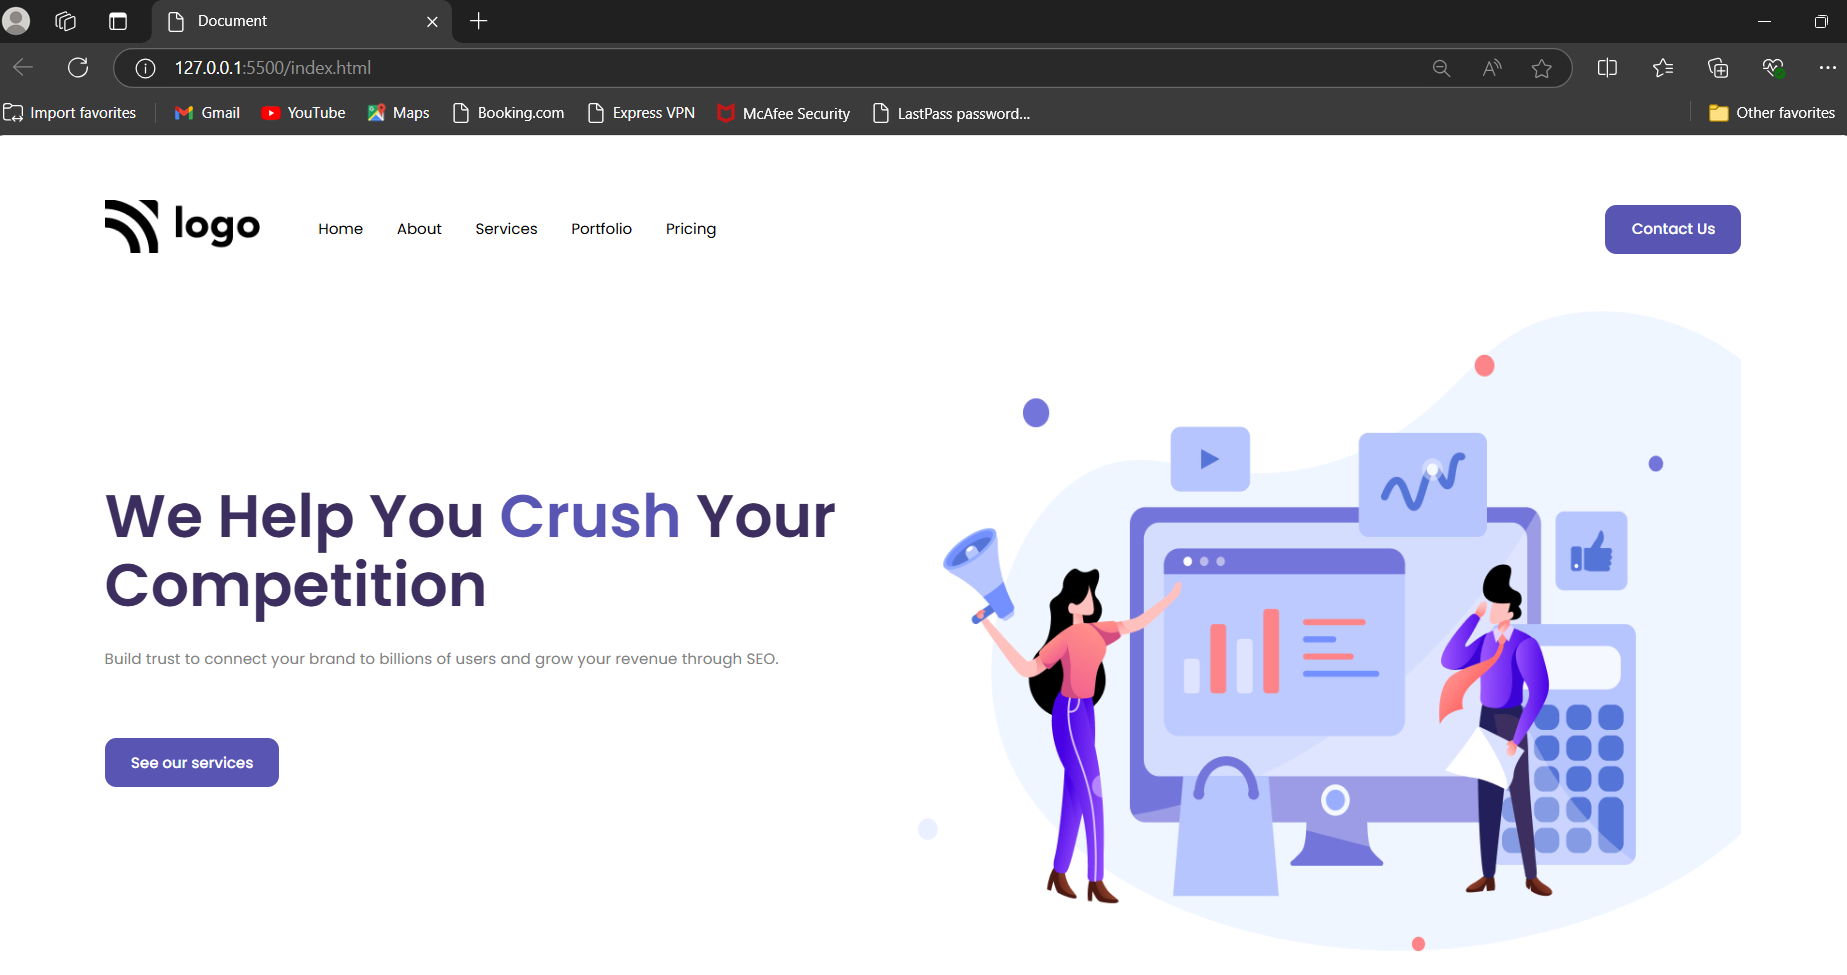 Document
127.0.0.1:5500/index.html
Import favorites Gmail YouTube Maps Booking.com Express VPN McAfee Security LastPass password... Other favorites
logo Home About Services Portfolio Pricing Contact Us
We Help You Crush Your
Competition
Build trust to connect your brand to billions of users and grow your revenue through SEO.
See our services